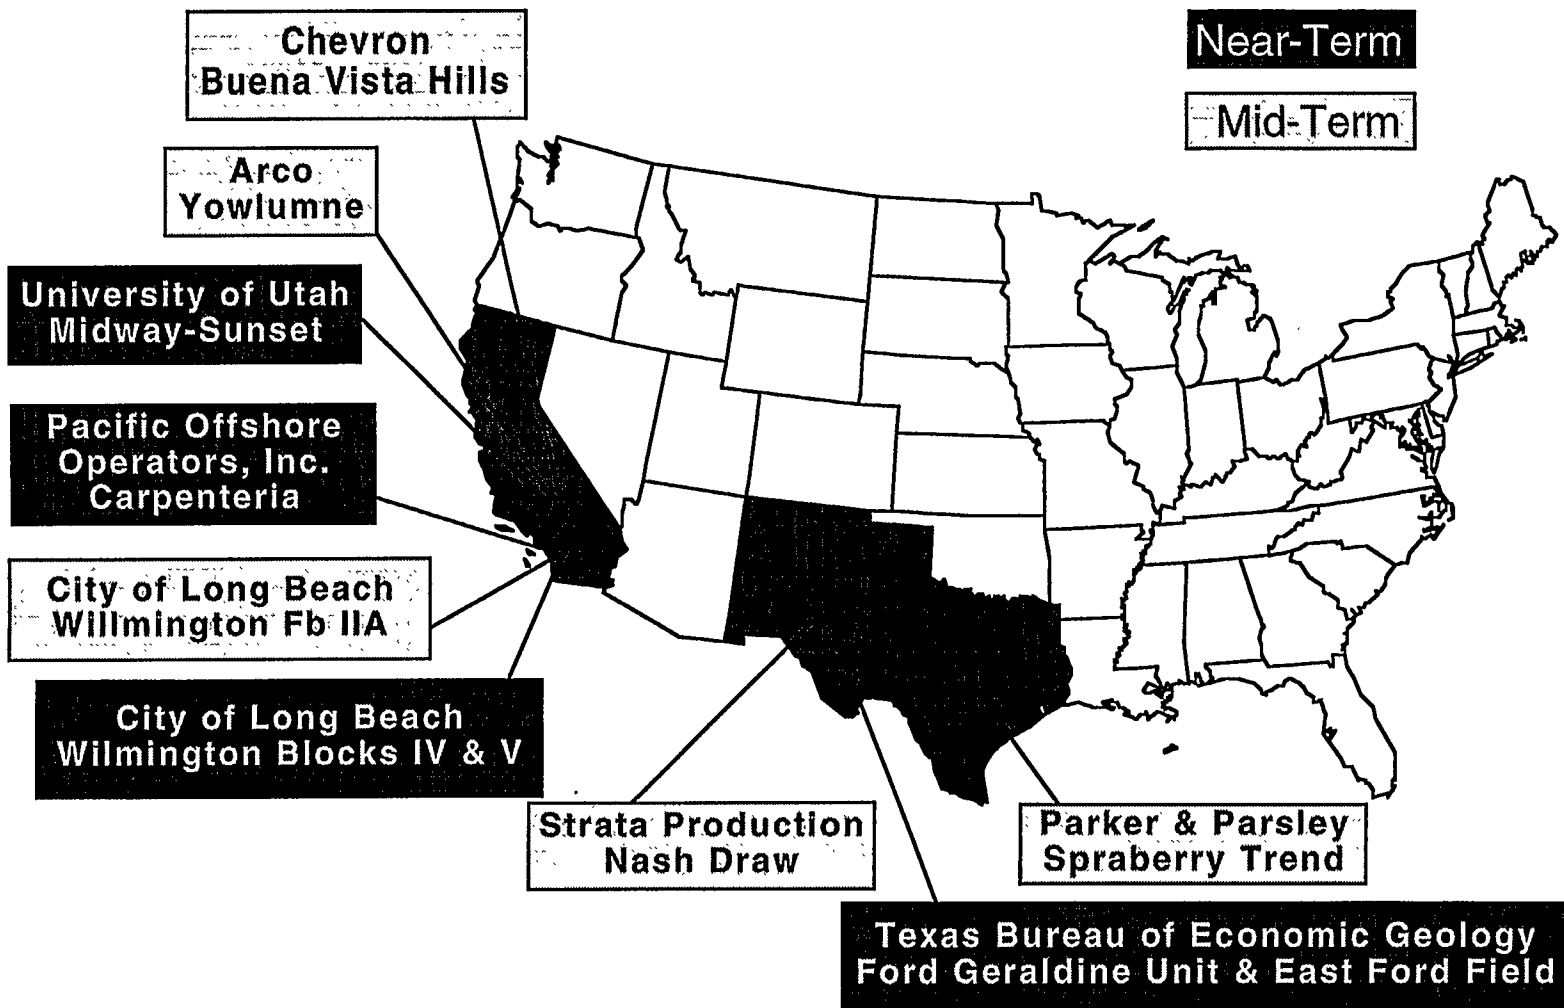 Chevron
Buena Vista Hills
Near-Term
Mid-Term
Arco
Yowlumne
University of Utah
Midway-Sunset
Pacific Offshore
Operators, Inc.
Carpenteria
City of Long Beach
Willmington Fb IIA
City of Long Beach
Wilmington Blocks IV & V
Strata Production
Nash Draw
Parker & Parsley
Spraberry Trend
Texas Bureau of Economic Geology
Ford Geraldine Unit & East Ford Field